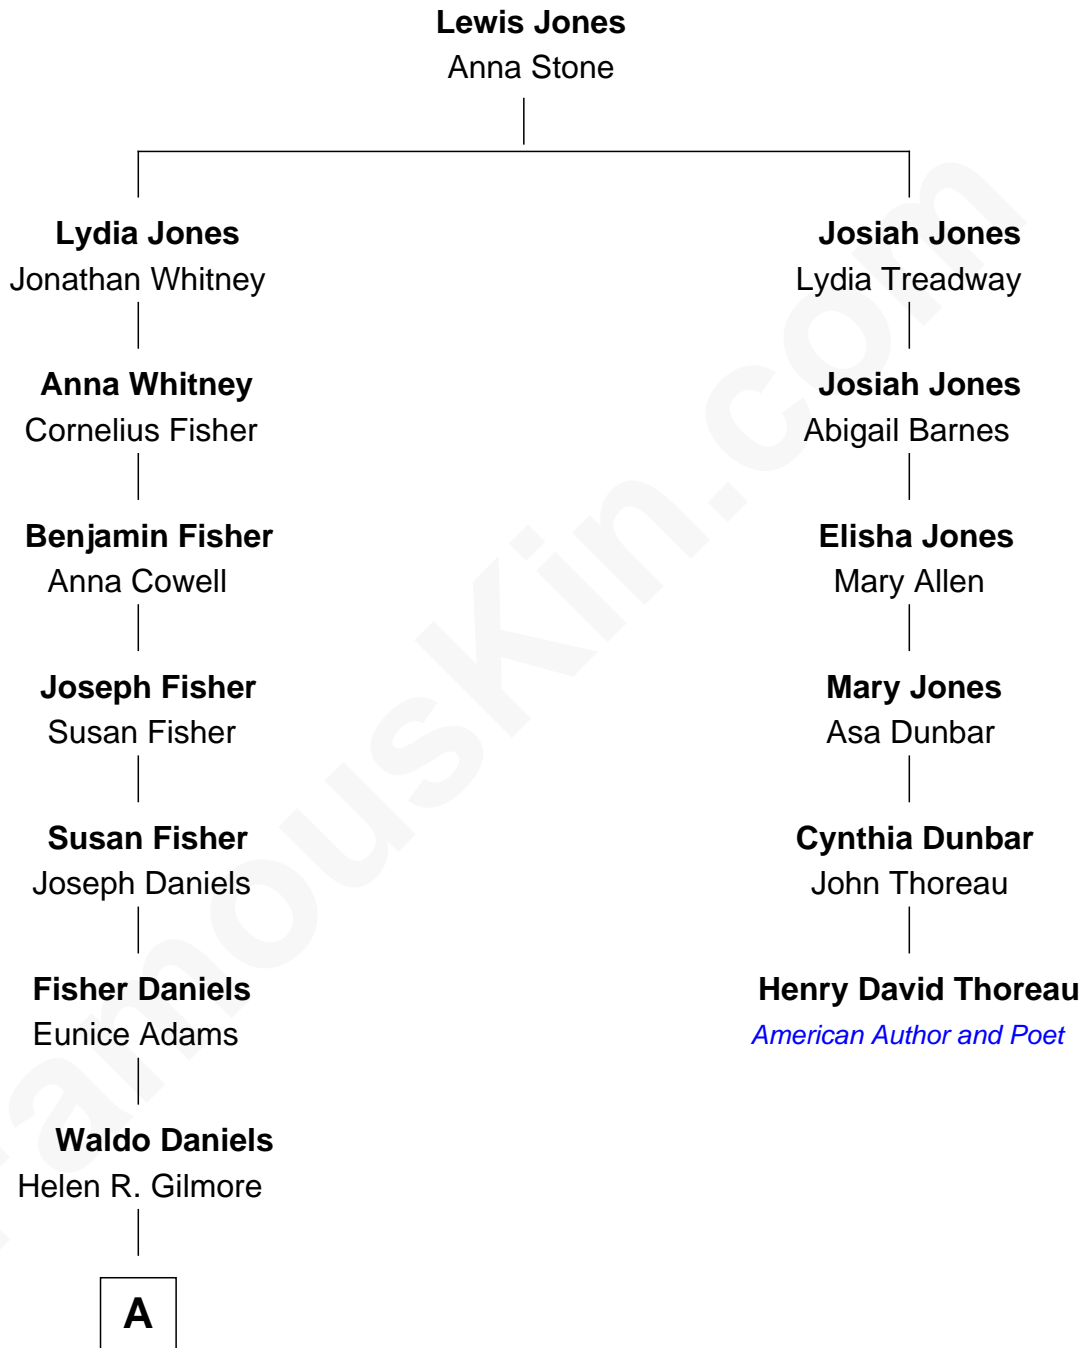 Lewis Jones
Anna Stone
Lydia Jones
Jonathan Whitney
Josiah Jones
Lydia Treadway
Anna Whitney
Cornelius Fisher
Josiah Jones
Abigail Barnes
Benjamin Fisher
Anna Cowell
Elisha Jones
Mary Allen
Joseph Fisher
Susan Fisher
Mary Jones
Asa Dunbar
Susan Fisher
Joseph Daniels
Cynthia Dunbar
John Thoreau
Fisher Daniels
Eunice Adams
Henry David Thoreau
American Author and Poet
Waldo Daniels
Helen R. Gilmore
A
FamousKin.com